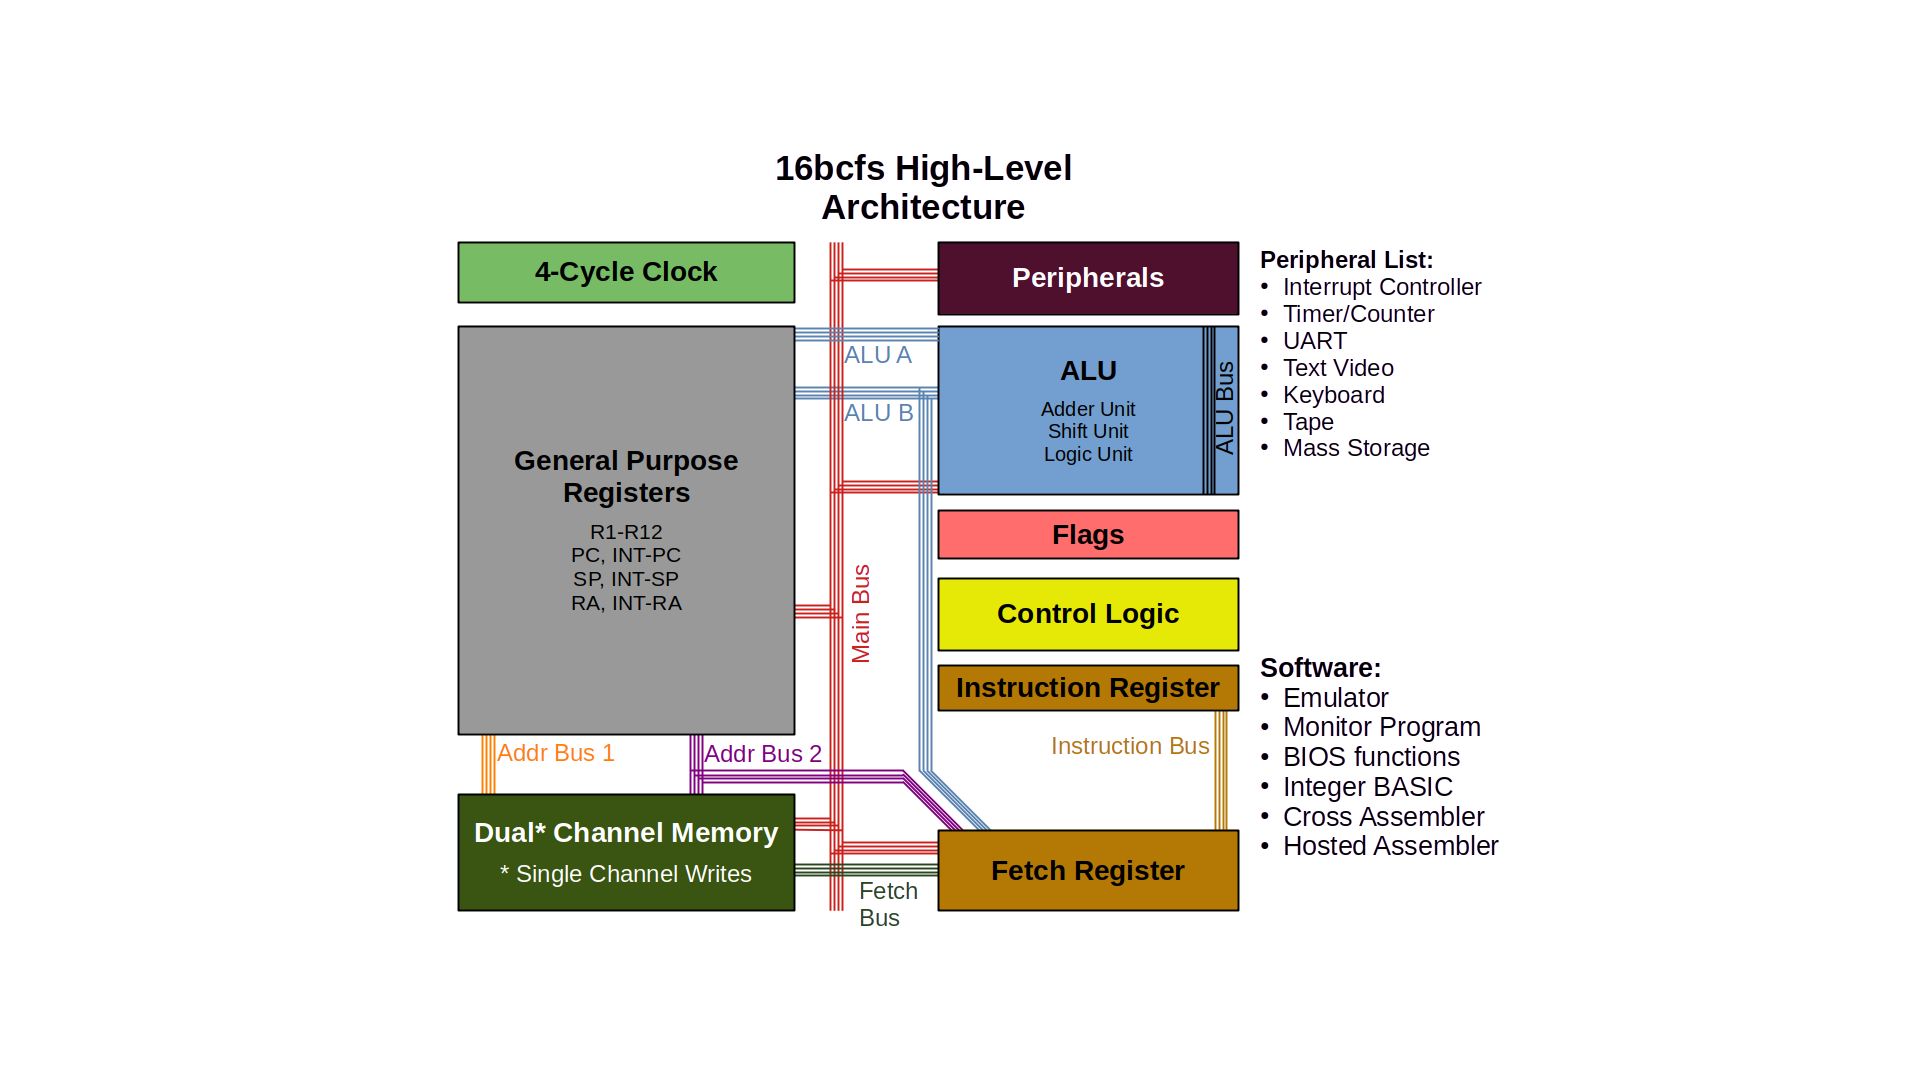 16bcfs High-Level
Architecture
4-Cycle Clock
Peripherals
Peripheral List:
• Interrupt Controller
• Timer/Counter
• UART
• Text Video
• Keyboard
• Tape
• Mass Storage
ALU A
ALU B
ALU
Adder Unit
Shift Unit
Logic Unit
ALU Bus
General Purpose
Registers
R1-R12
PC, INT-PC
SP, INT-SP
RA, INT-RA
Flags
Main Bus
Control Logic
Instruction Register
Software:
• Emulator
• Monitor Program
• BIOS functions
• Integer BASIC
• Cross Assembler
• Hosted Assembler
Addr Bus 1
Addr Bus 2
Instruction Bus
Dual* Channel Memory
* Single Channel Writes
Fetch Register
Fetch
Bus